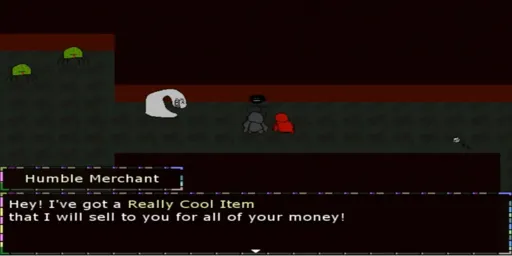 Humble Merchant
Hey! I've got a Really Cool Item
that I will sell to you for all of your money!